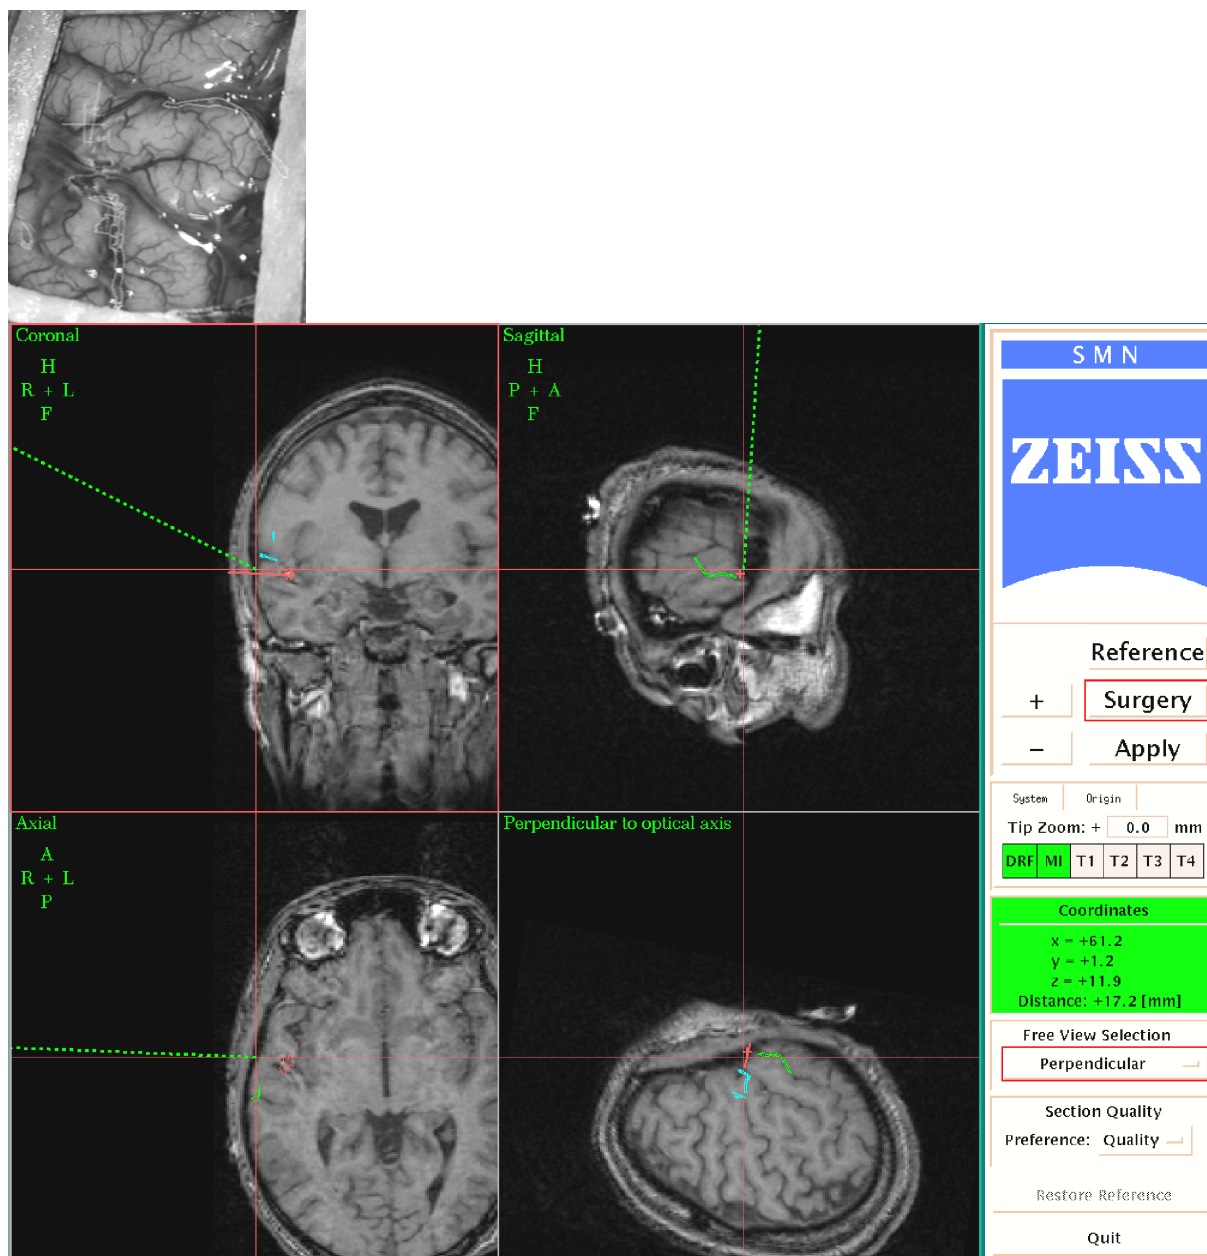 Coronal
H
R + L
F
Sagittal
H
P + A
F
Axial
A
R + L
P
Perpendicular to optical axis
S M N
ZEISS
Reference
+ Surgery
− Apply
System Origin
Tip Zoom: + 0.0 mm
DRF MI T1 T2 T3 T4
Coordinates
x = +61.2
y = +1.2
z = +11.9
Distance: +17.2 [mm]
Free View Selection
Perpendicular
Section Quality
Preference: Quality
Restore Reference
Quit